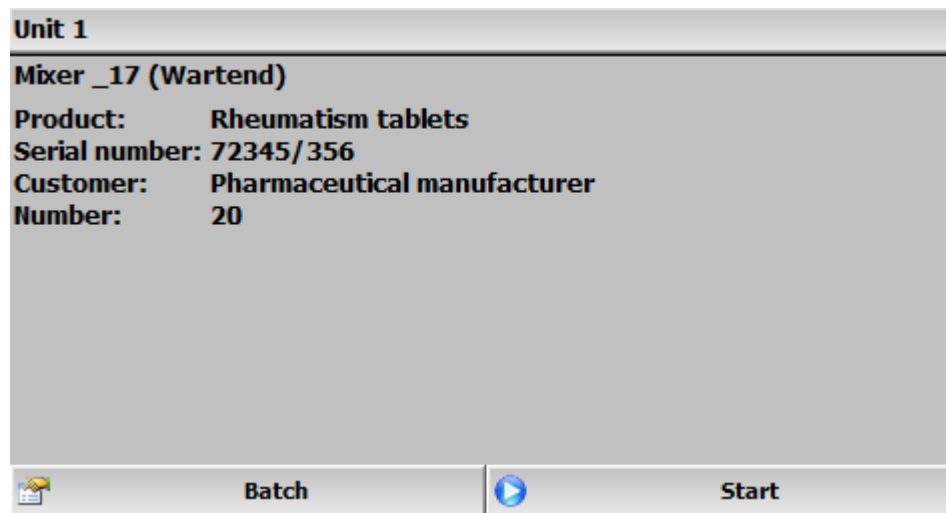 Unit 1
Mixer _17 (Wartend)
Product: Rheumatism tablets
Serial number: 72345/356
Customer: Pharmaceutical manufacturer
Number: 20
Batch Start